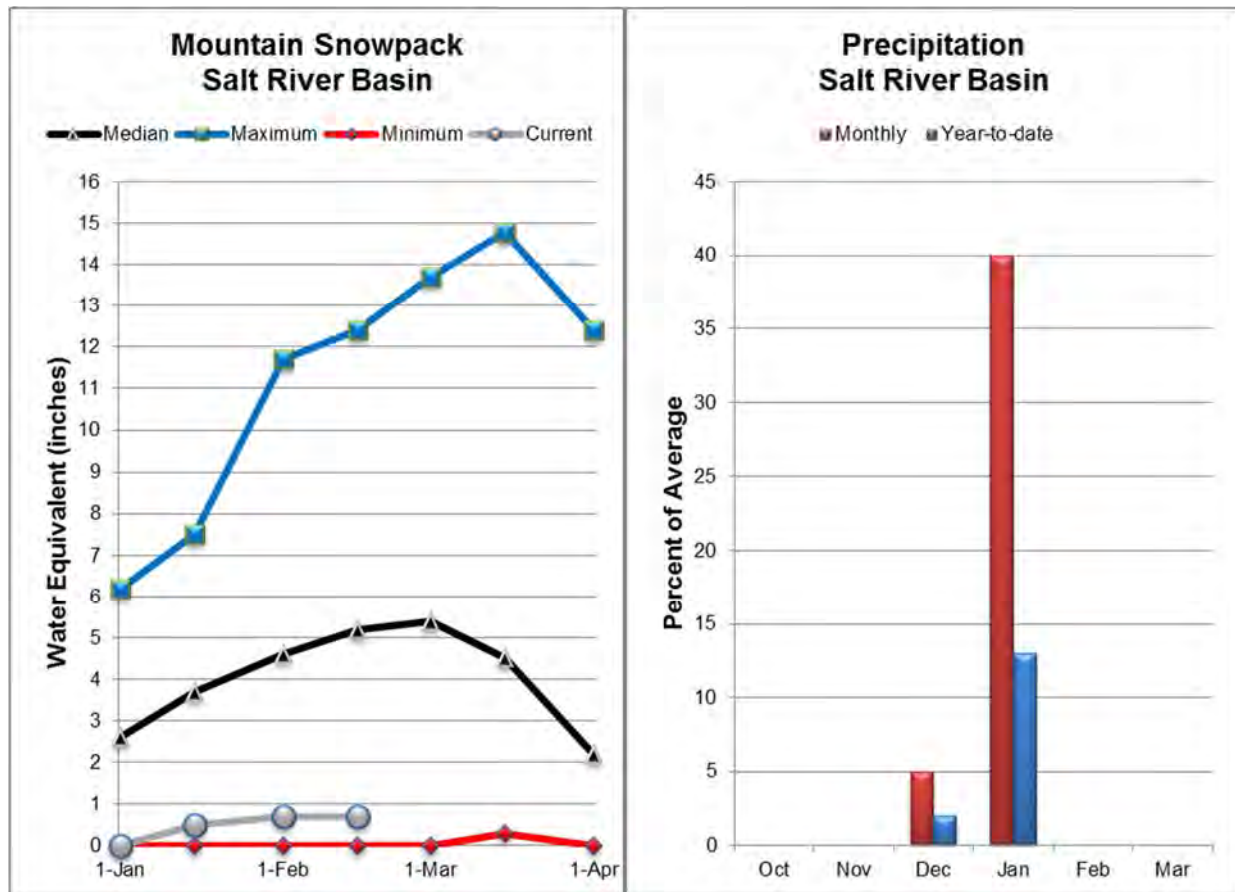 Mountain Snowpack
Salt River Basin
Median Maximum Minimum Current
Water Equivalent (inches)
16
15
14
13
12
11
10
9
8
7
6
5
4
3
2
1
0
1-Jan 1-Feb 1-Mar 1-Apr
Precipitation
Salt River Basin
Monthly Year-to-date
Percent of Average
45
40
35
30
25
20
15
10
5
0
Oct Nov Dec Jan Feb Mar